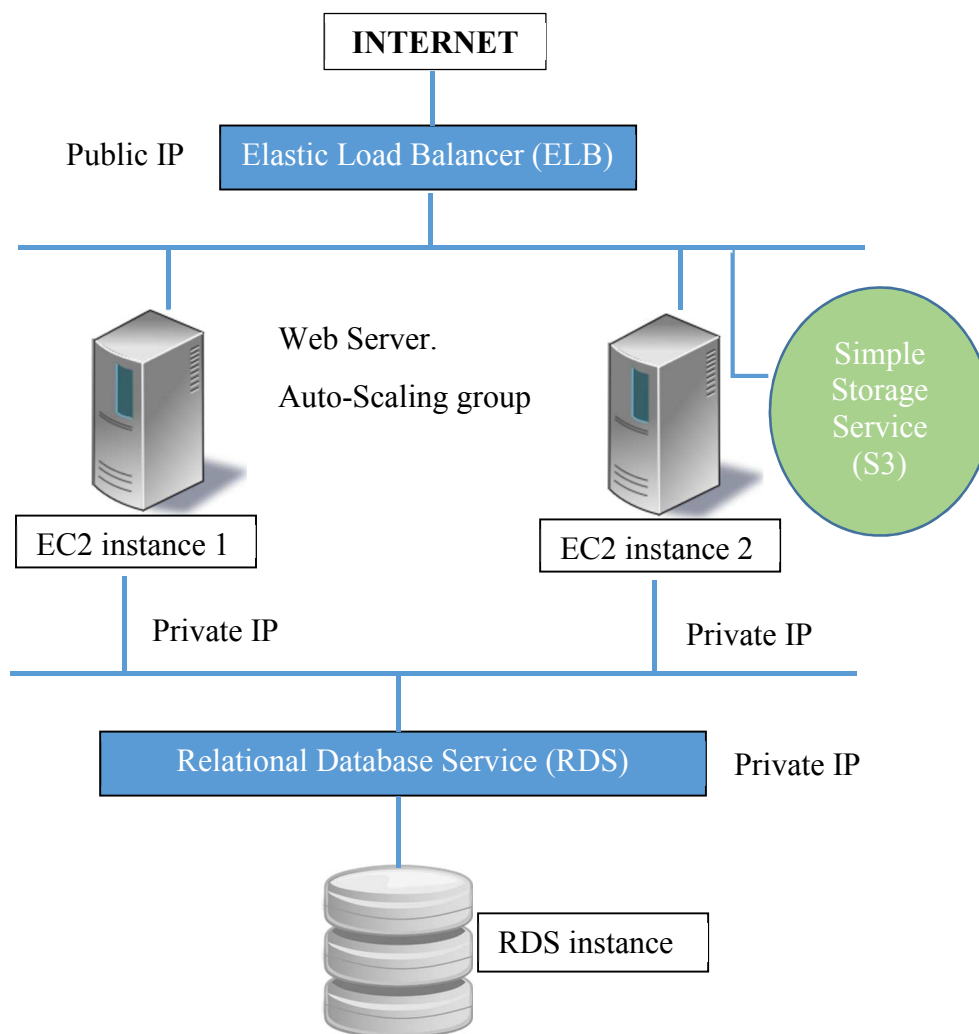 INTERNET
Public IP
Elastic Load Balancer (ELB)
Web Server.
Auto-Scaling group
Simple
Storage
Service
(S3)
EC2 instance 1
EC2 instance 2
Private IP
Private IP
Relational Database Service (RDS)
Private IP
RDS instance